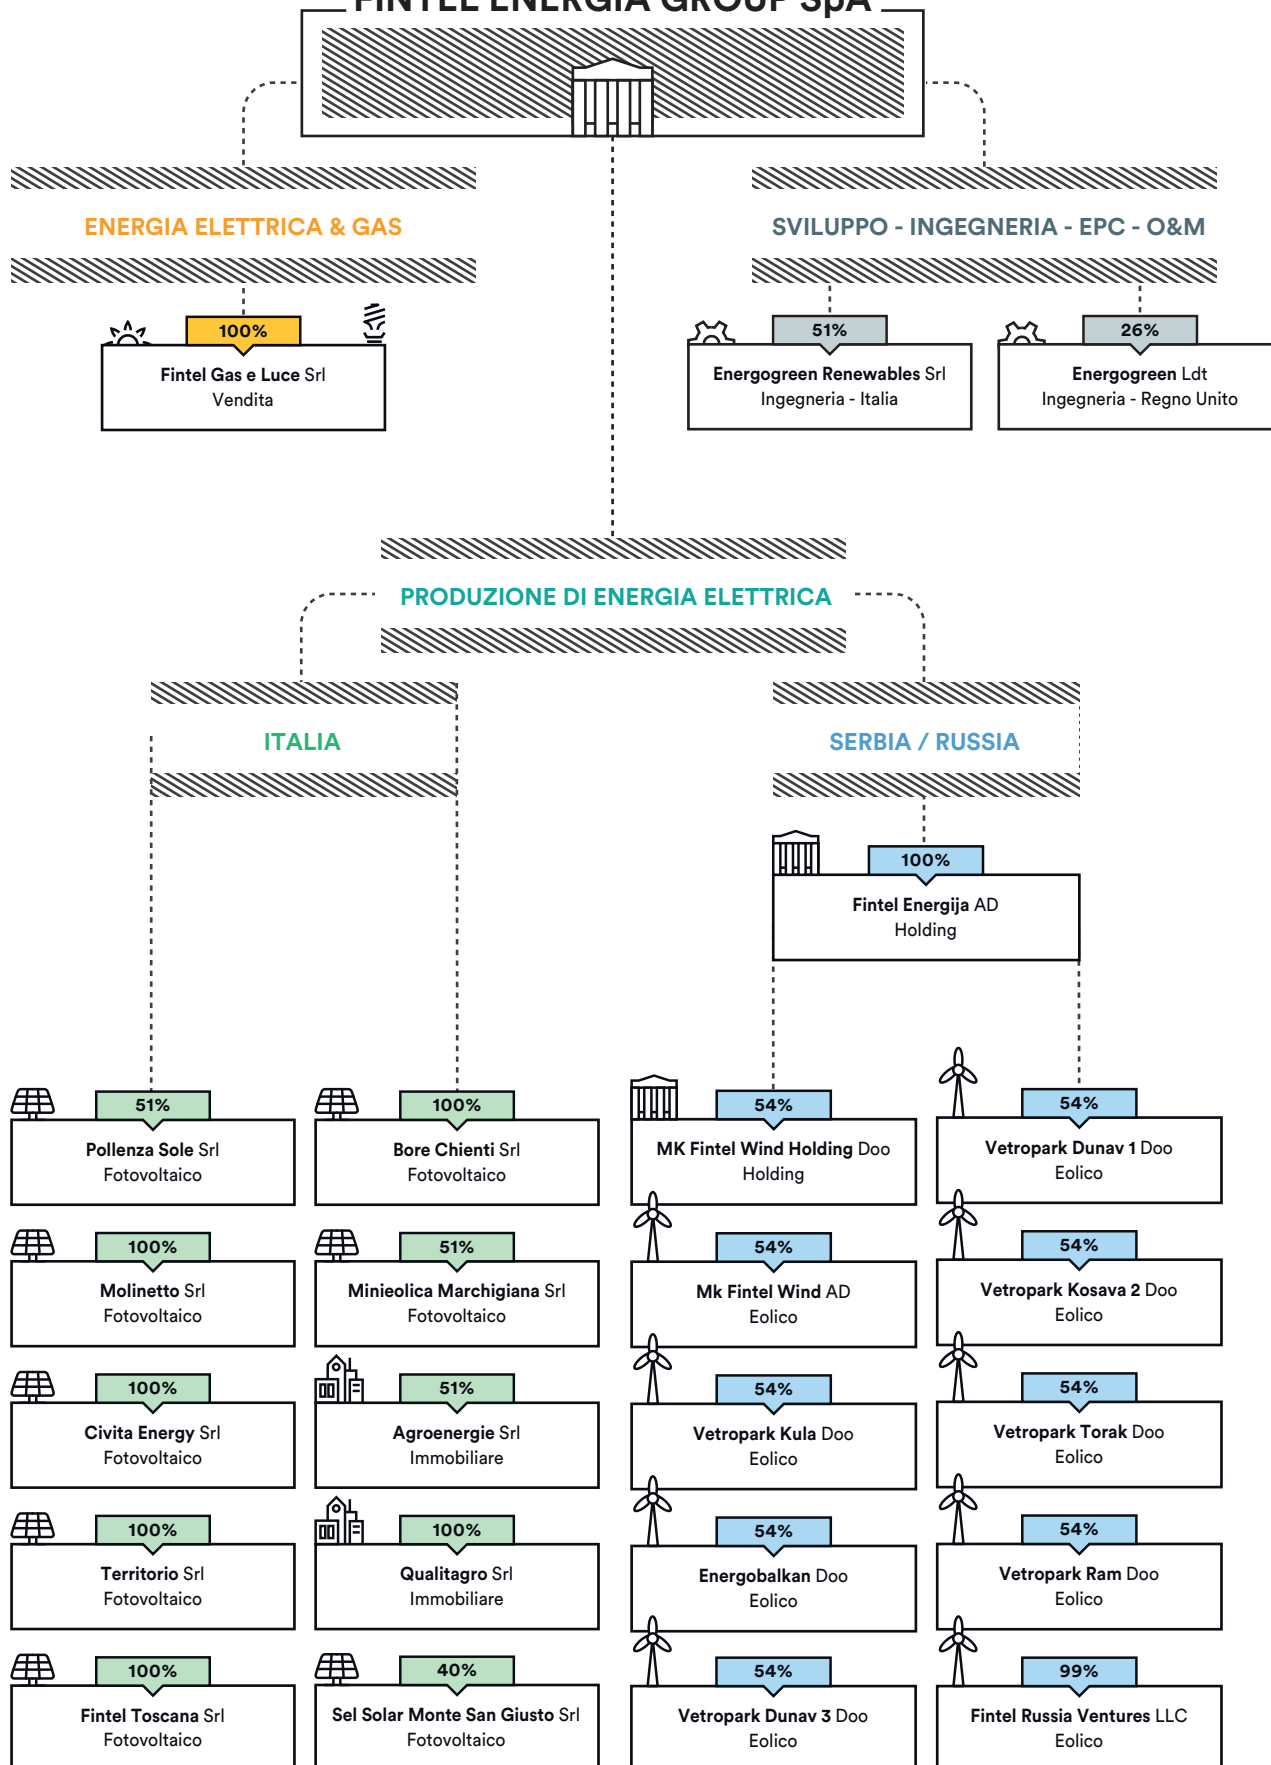 FINTEL ENERGIA GROUP SpA
ENERGIA ELETTRICA & GAS
SVILUPPO - INGEGNERIA - EPC - O&M
100%
Fintel Gas e Luce Srl
Vendita
51%
Energogreen Renewables Srl
Ingegneria - Italia
26%
Energogreen Ldt
Ingegneria - Regno Unito
PRODUZIONE DI ENERGIA ELETTRICA
ITALIA
SERBIA / RUSSIA
100%
Fintel Energija AD
Holding
51%
Pollenza Sole Srl
Fotovoltaico
100%
Bore Chienti Srl
Fotovoltaico
54%
MK Fintel Wind Holding Doo
Holding
54%
Vetropark Dunav 1 Doo
Eolico
100%
Molinetto Srl
Fotovoltaico
51%
Minieolica Marchigiana Srl
Fotovoltaico
54%
Mk Fintel Wind AD
Eolico
54%
Vetropark Kosava 2 Doo
Eolico
100%
Civita Energy Srl
Fotovoltaico
51%
Agroenergie Srl
Immobiliare
54%
Vetropark Kula Doo
Eolico
54%
Vetropark Torak Doo
Eolico
100%
Territorio Srl
Fotovoltaico
100%
Qualitagro Srl
Immobiliare
54%
Energobalkan Doo
Eolico
54%
Vetropark Ram Doo
Eolico
100%
Fintel Toscana Srl
Fotovoltaico
40%
Sel Solar Monte San Giusto Srl
Fotovoltaico
54%
Vetropark Dunav 3 Doo
Eolico
99%
Fintel Russia Ventures LLC
Eolico